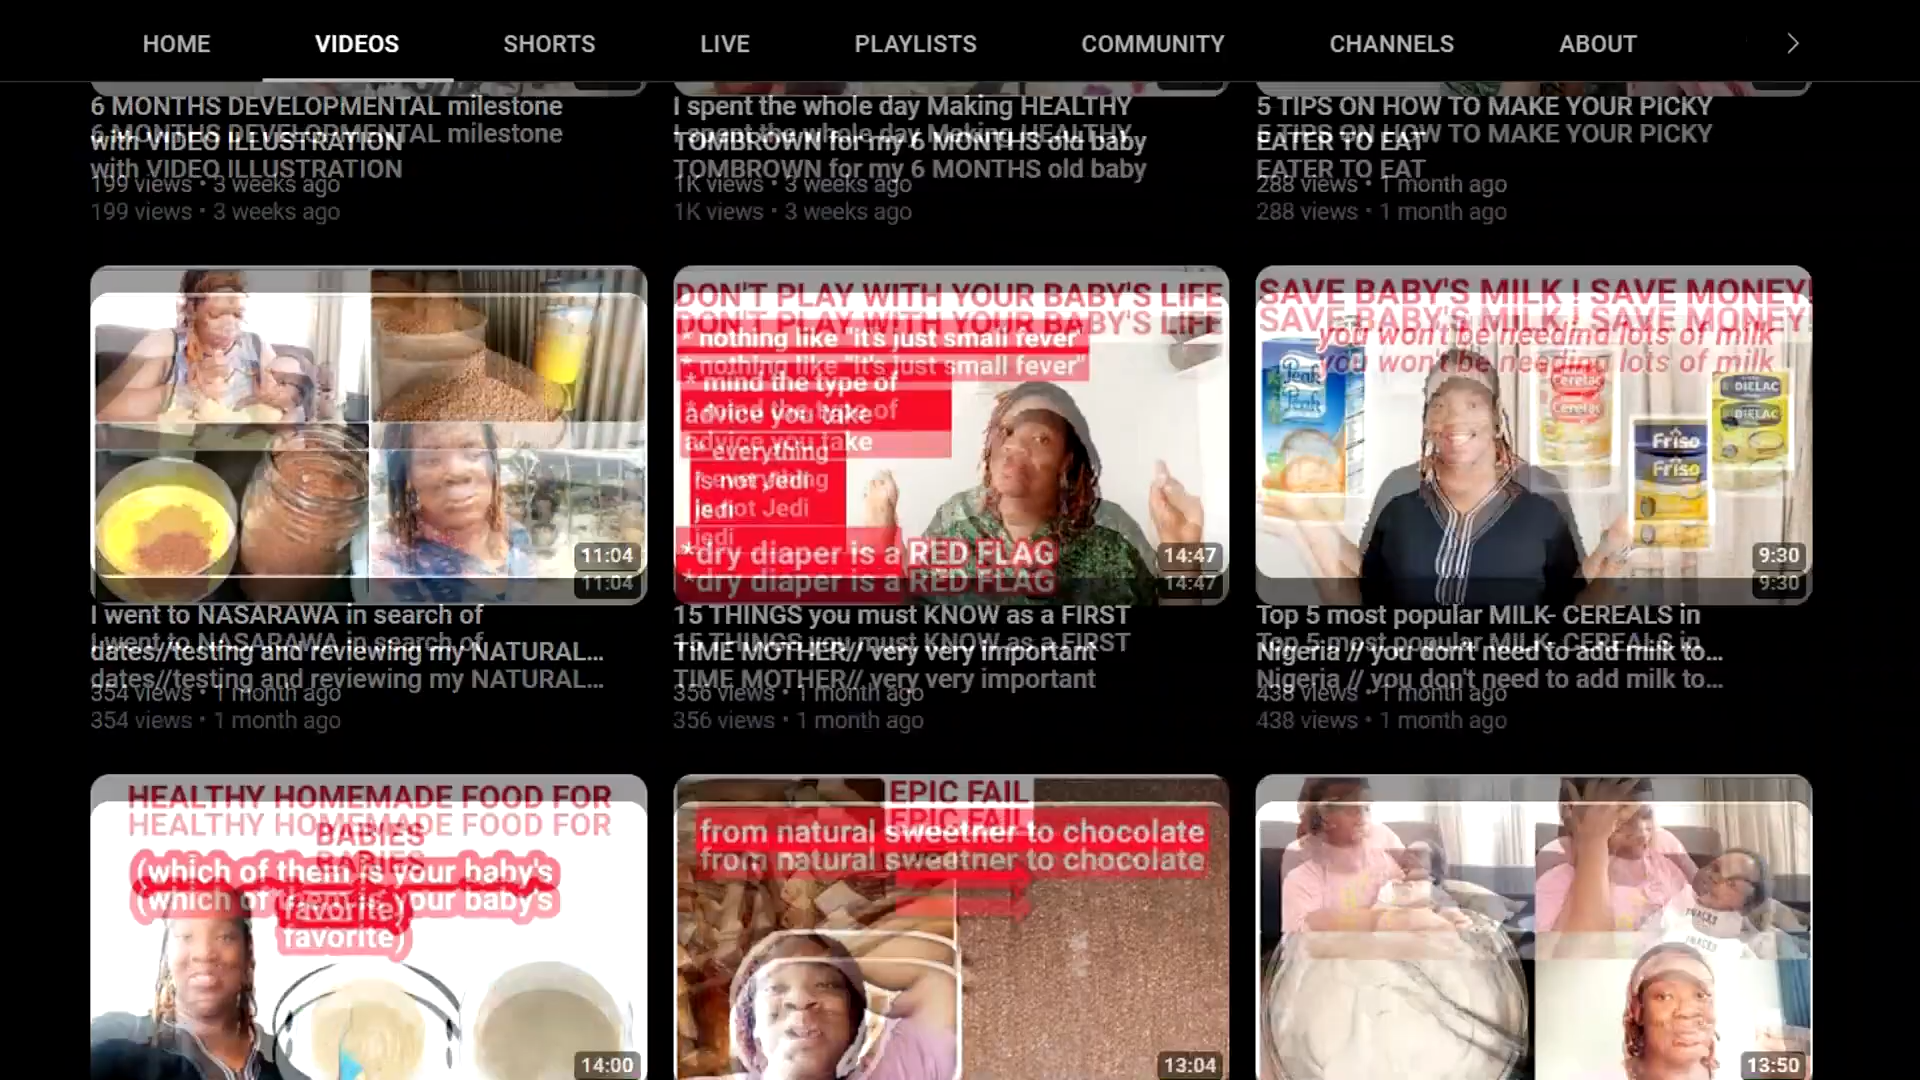 HOME VIDEOS SHORTS LIVE PLAYLISTS COMMUNITY CHANNELS ABOUT
6 MONTHS DEVELOPMENTAL milestone
with VIDEO ILLUSTRATION
199 views • 3 weeks ago
I spent the whole day Making HEALTHY
TOMBROWN for my 6 MONTHS old baby
1K views • 3 weeks ago
5 TIPS ON HOW TO MAKE YOUR PICKY
EATER TO EAT
288 views • 1 month ago
11:04
I went to NASARAWA in search of
dates//testing and reviewing my NATURAL...
354 views • 1 month ago
DON'T PLAY WITH YOUR BABY'S LIFE
* nothing like "it's just small fever"
* mind the type of
advice you take
* everything
is not Jedi
jedi
*dry diaper is a RED FLAG
14:47
15 THINGS you must KNOW as a FIRST
TIME MOTHER// very very important
356 views • 1 month ago
SAVE BABY'S MILK ! SAVE MONEY!
you won't be needing lots of milk
Peak
Cerelac
DIELAC
Friso
9:30
Top 5 most popular MILK- CEREALS in
Nigeria // you don't need to add milk to...
438 views • 1 month ago
HEALTHY HOMEMADE FOOD FOR
BABIES
(which of them is your baby's
favorite)
14:00
EPIC FAIL
from natural sweetner to chocolate
13:04
SNACKS
13:50